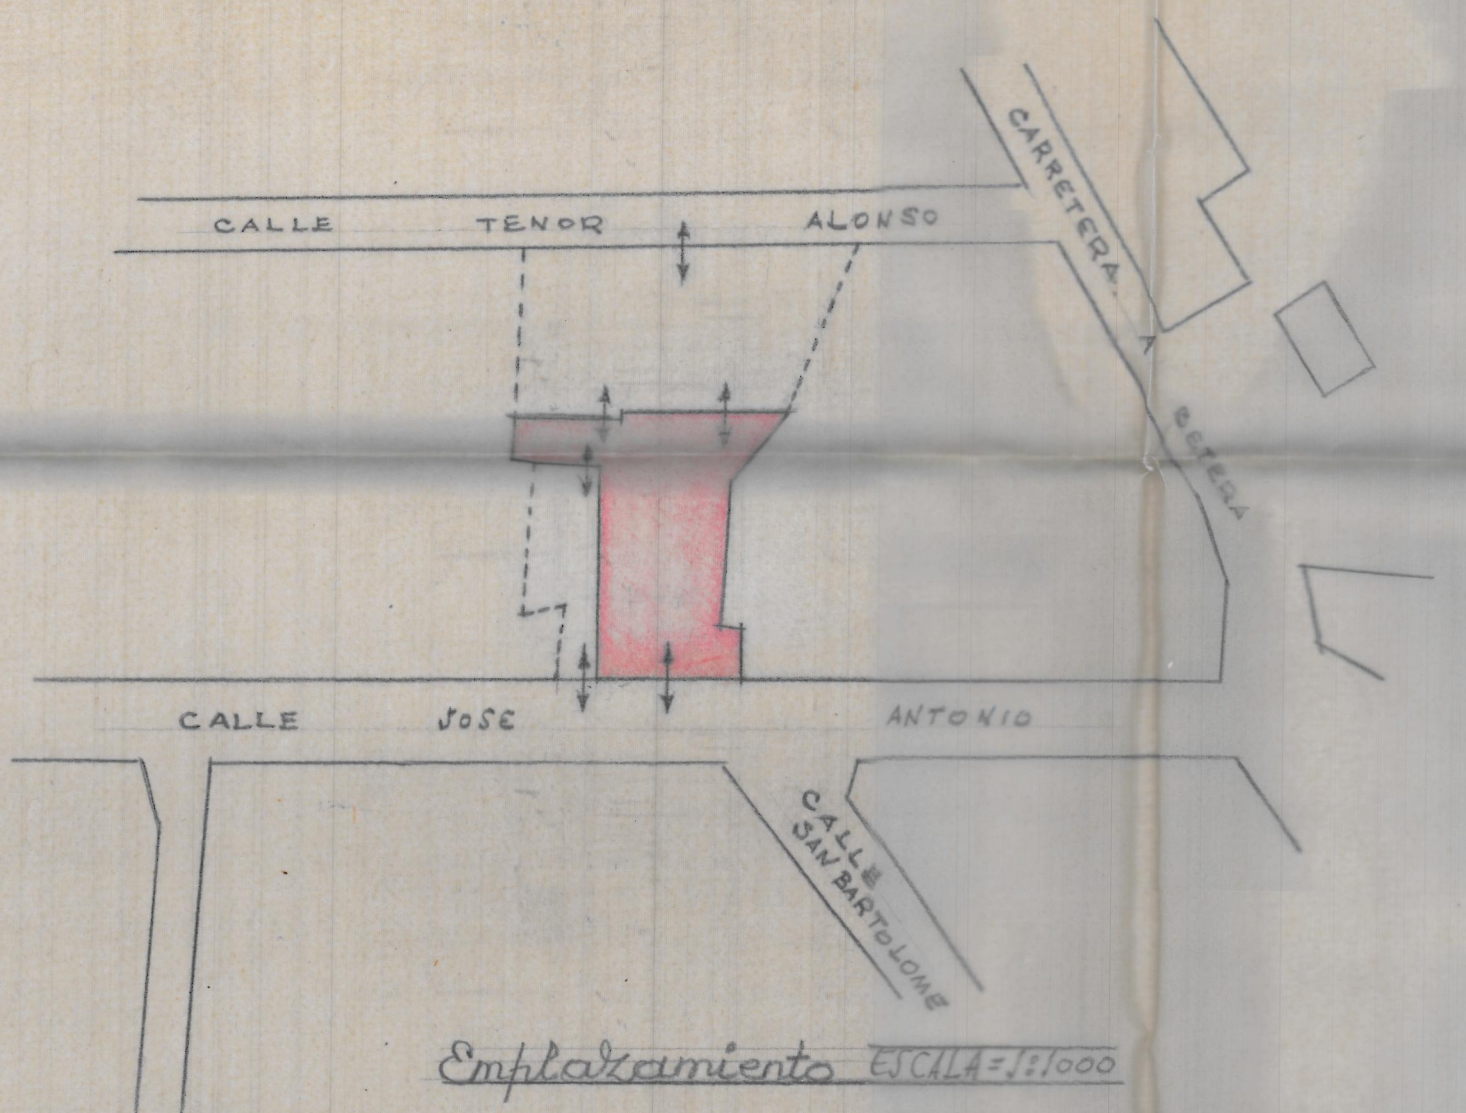 CALLE TENOR ALONSO
CARRETERA A BETERA
CALLE JOSE ANTONIO
CALLE
SAN BARTOLOME
Emplazamiento ESCALA=1:1000